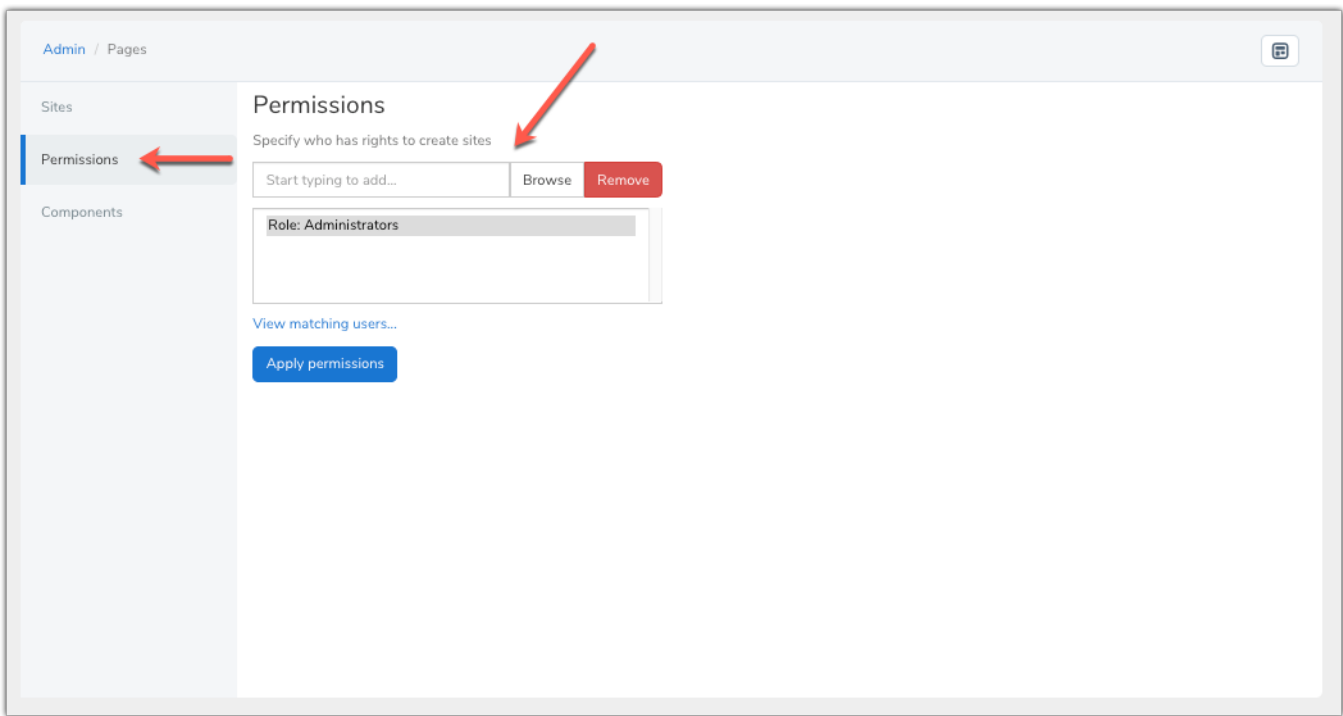 Admin / Pages
Sites
Permissions
Components
Permissions
Specify who has rights to create sites
Start typing to add... Browse Remove
Role: Administrators
View matching users...
Apply permissions